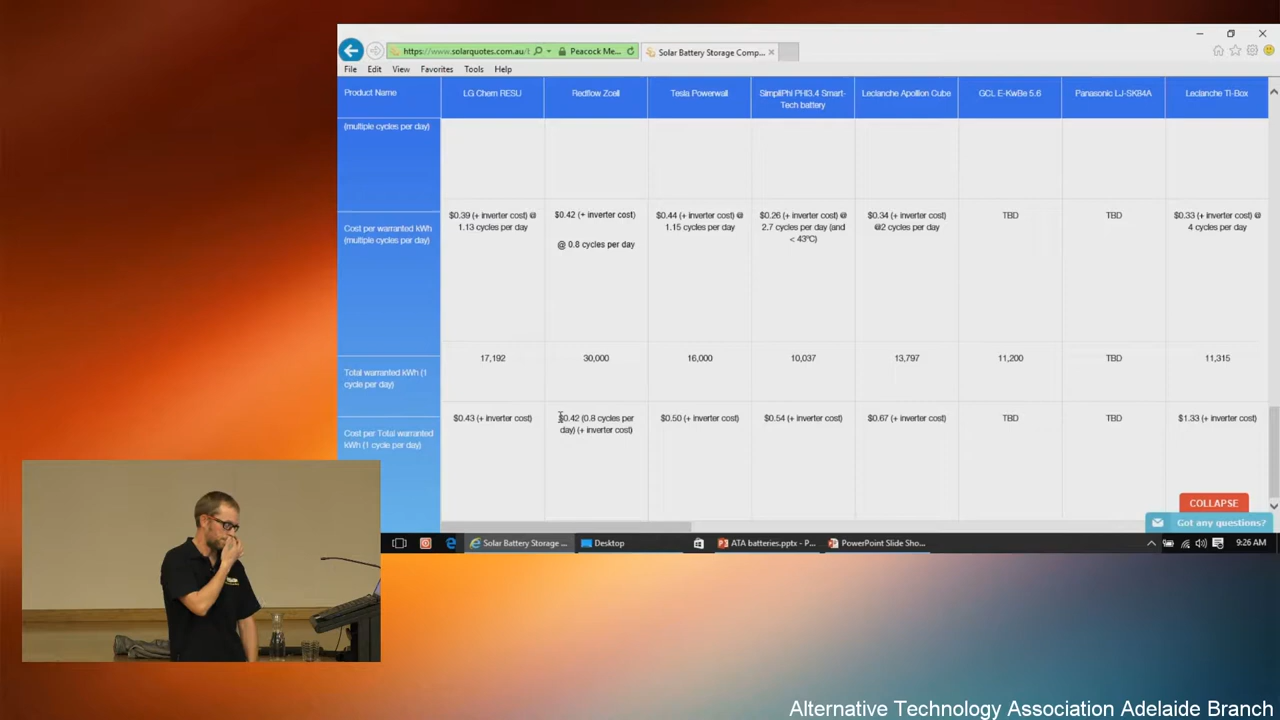 https://www.solarquotes.com.au/t
Peacock Me...
Solar Battery Storage Comp...
File Edit View Favorites Tools Help
Product Name
LG Chem RESU
Redflow Zcell
Tesla Powerwall
SimpliPhi PHI3.4 Smart-
Tech battery
Leclanche Apollion Cube
GCL E-KwBe 5.6
Panasonic LJ-SK84A
Leclanche TI-Box
(multiple cycles per day)
Cost per warranted kWh
(multiple cycles per day)
$0.39 (+ inverter cost) @
1.13 cycles per day
$0.42 (+ inverter cost)
@ 0.8 cycles per day
$0.44 (+ inverter cost) @
1.15 cycles per day
$0.26 (+ inverter cost) @
2.7 cycles per day (and
< 43ºC)
$0.34 (+ inverter cost)
@2 cycles per day
TBD
TBD
$0.33 (+ inverter cost) @
4 cycles per day
Total warranted kWh (1
cycle per day)
17,192
30,000
16,000
10,037
13,797
11,200
TBD
11,315
Cost per Total warranted
kWh (1 cycle per day)
$0.43 (+ inverter cost)
$0.42 (0.8 cycles per
day) (+ inverter cost)
$0.50 (+ inverter cost)
$0.54 (+ inverter cost)
$0.67 (+ inverter cost)
TBD
TBD
$1.33 (+ inverter cost)
COLLAPSE
Got any questions?
Solar Battery Storage ...
Desktop
ATA batteries.pptx - P...
PowerPoint Slide Sho...
9:26 AM
Alternative Technology Association Adelaide Branch